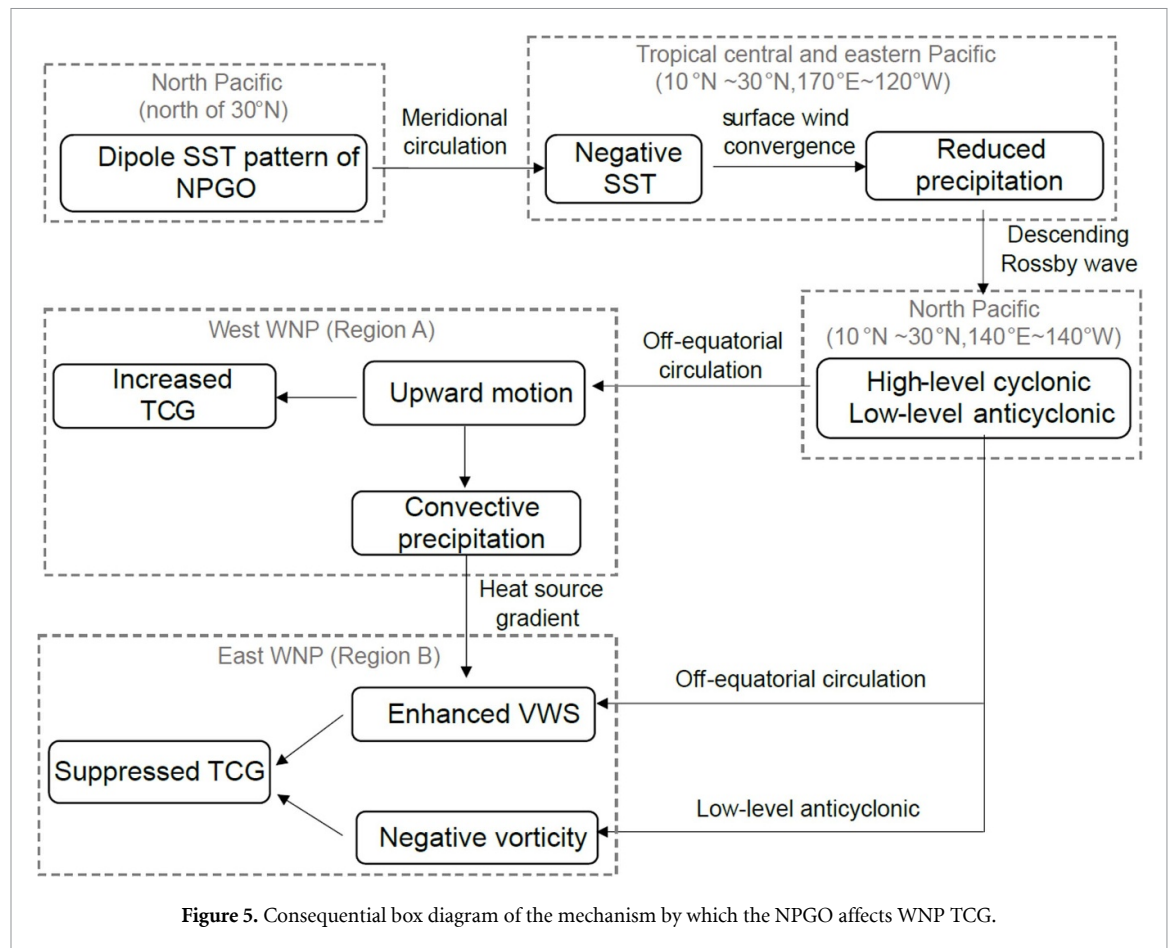 North Pacific
(north of 30°N)
Dipole SST pattern of
NPGO
Meridional
circulation
Tropical central and eastern Pacific
(10°N ~30°N,170°E~120°W)
Negative
SST
surface wind
convergence
Reduced
precipitation
Descending
Rossby wave
North Pacific
(10°N ~30°N,140°E~140°W)
High-level cyclonic
Low-level anticyclonic
Off-equatorial
circulation
West WNP (Region A)
Increased
TCG
Upward motion
Convective
precipitation
Heat source
gradient
East WNP (Region B)
Enhanced VWS
Suppressed TCG
Negative vorticity
Off-equatorial circulation
Low-level anticyclonic
Figure 5. Consequential box diagram of the mechanism by which the NPGO affects WNP TCG.